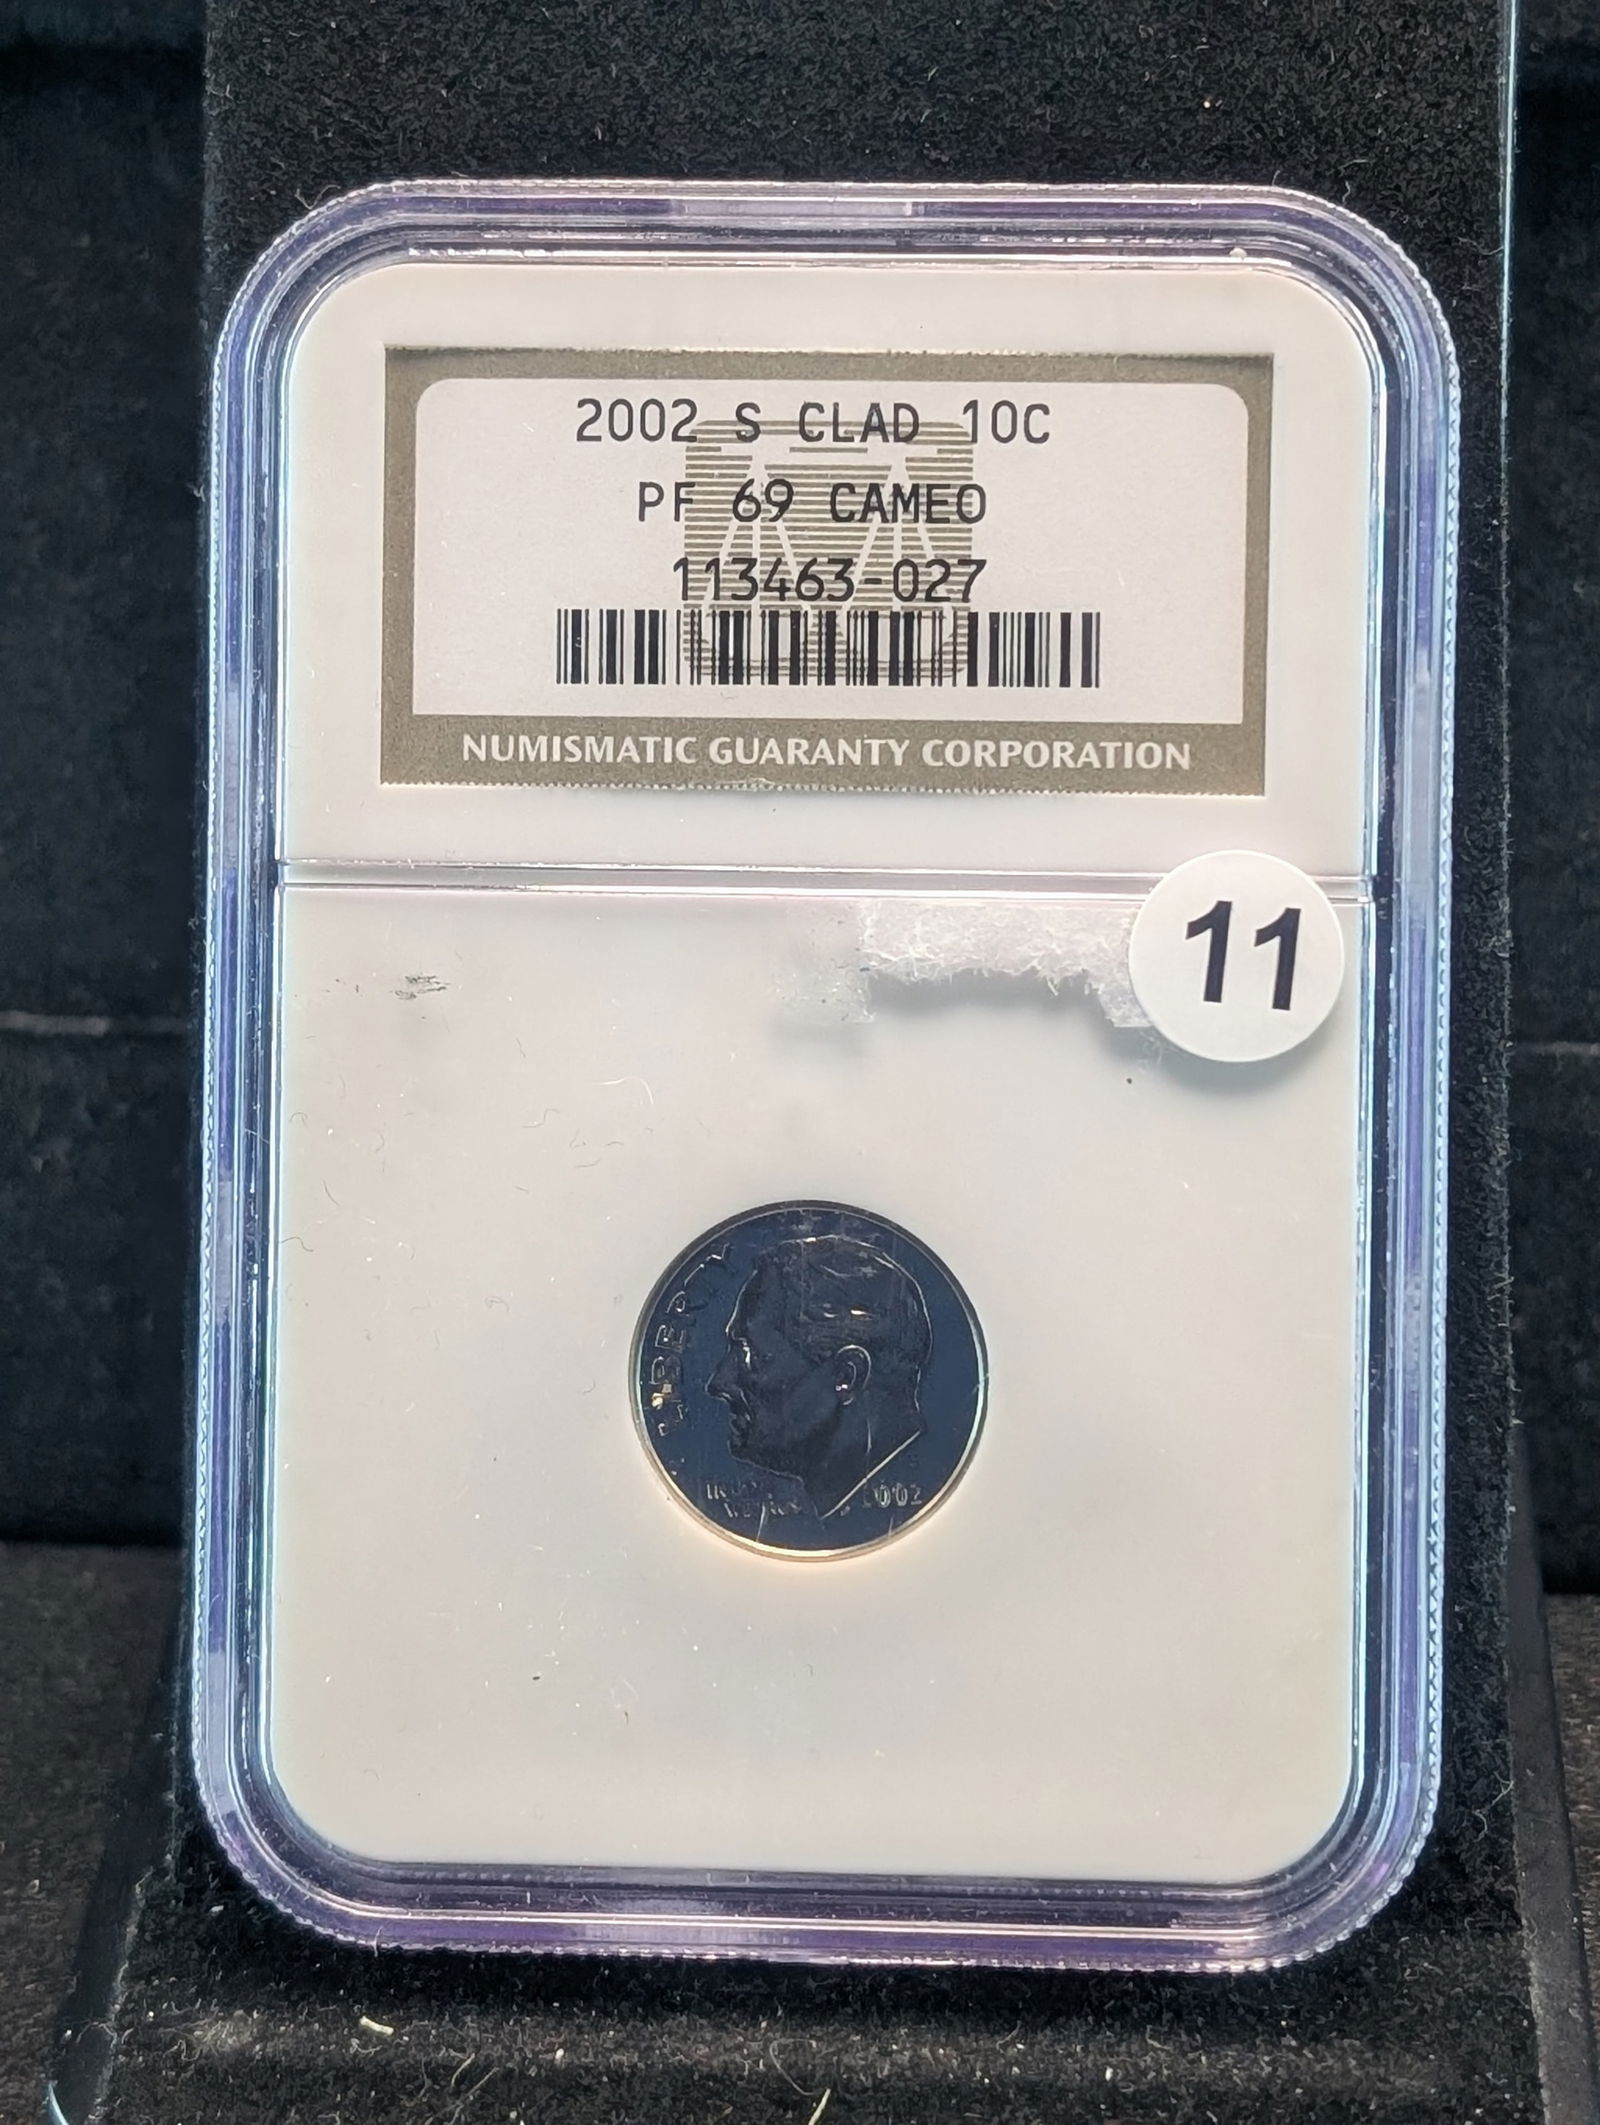 2002 S CLAD 10C
PF 69 CAMEO
113463-027
NUMISMATIC GUARANTY CORPORATION
11
LIBERTY
2002